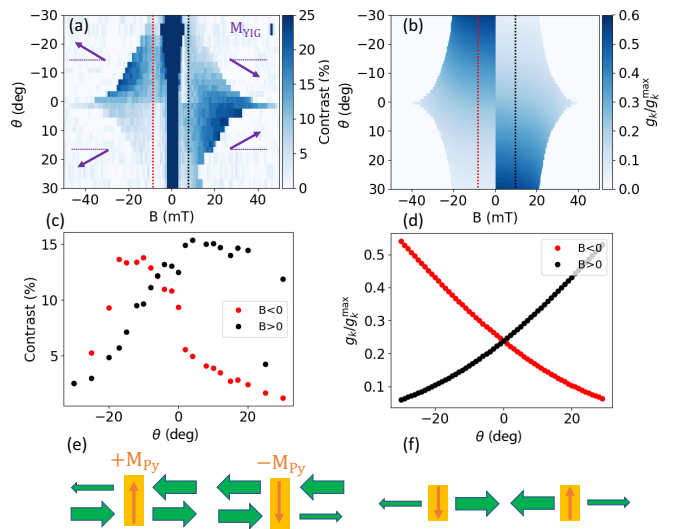 (a)
M_YIG
θ (deg)
−30
−20
−10
0
10
20
30
−40
−20
0
20
40
B (mT)
25
20
15
10
5
0
Contrast (%)
(b)
θ (deg)
−30
−20
−10
0
10
20
30
−40
−20
0
20
40
B (mT)
0.6
0.5
0.4
0.3
0.2
0.1
0.0
g_k/g_k^max
(c)
Contrast (%)
15
10
5
B<0
B>0
−20
0
20
θ (deg)
(d)
g_k/g_k^max
0.5
0.4
0.3
0.2
0.1
B<0
B>0
−20
0
20
θ (deg)
(e)
+M_Py
−M_Py
(f)